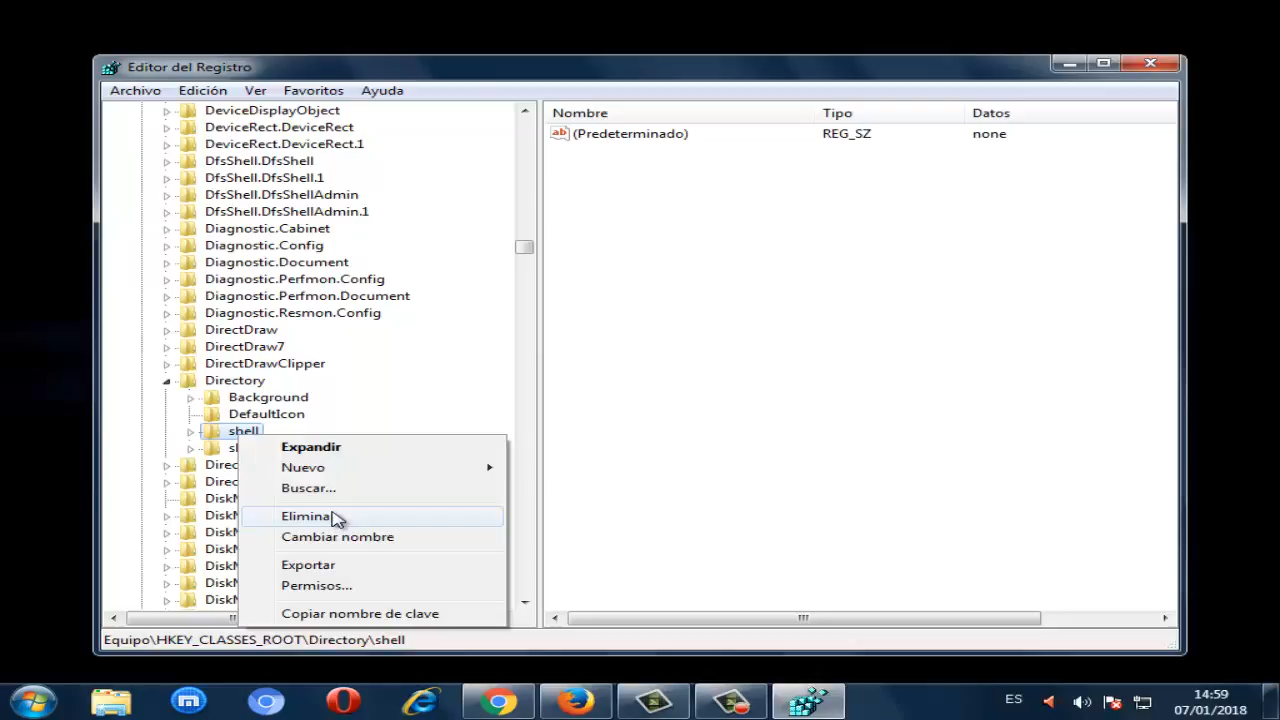 Editor del Registro
Archivo Edición Ver Favoritos Ayuda
DeviceDisplayObject
DeviceRect.DeviceRect
DeviceRect.DeviceRect.1
DfsShell.DfsShell
DfsShell.DfsShell.1
DfsShell.DfsShellAdmin
DfsShell.DfsShellAdmin.1
Diagnostic.Cabinet
Diagnostic.Config
Diagnostic.Document
Diagnostic.Perfmon.Config
Diagnostic.Perfmon.Document
Diagnostic.Resmon.Config
DirectDraw
DirectDraw7
DirectDrawClipper
Directory
Background
DefaultIcon
shell
Nombre Tipo Datos
(Predeterminado) REG_SZ none
Expandir
Nuevo
Buscar...
Elimina
Cambiar nombre
Exportar
Permisos...
Copiar nombre de clave
Equipo\HKEY_CLASSES_ROOT\Directory\shell
ES
14:59
07/01/2018